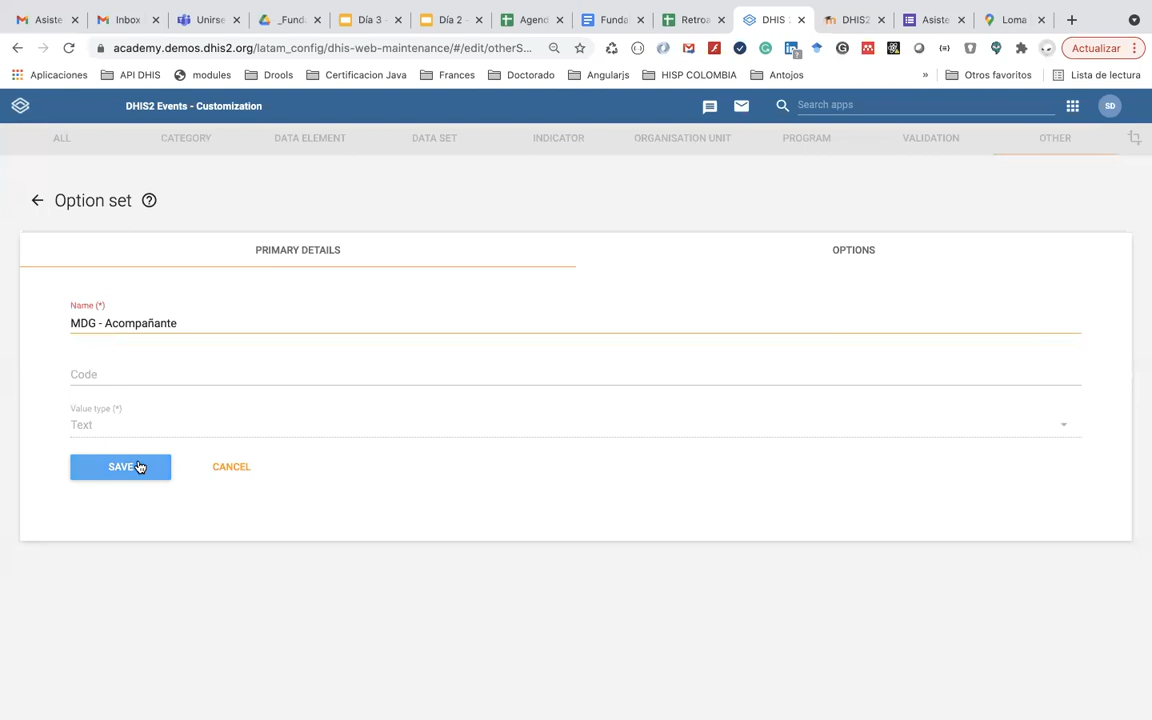 Asiste
Inbox
Unirse
_Fund
Día 3 -
Día 2 -
Agend
Funda
Retroa
DHIS
DHIS2
Asiste
Loma
academy.demos.dhis2.org/latam_config/dhis-web-maintenance/#/edit/otherS...
Actualizar
Aplicaciones
API DHIS
modules
Drools
Certificacion Java
Frances
Doctorado
Angularjs
HISP COLOMBIA
Antojos
»
Otros favoritos
Lista de lectura
DHIS2 Events - Customization
Search apps
SD
ALL
CATEGORY
DATA ELEMENT
DATA SET
INDICATOR
ORGANISATION UNIT
PROGRAM
VALIDATION
OTHER
Option set
PRIMARY DETAILS
OPTIONS
Name (*)
MDG - Acompañante
Code
Value type (*)
Text
SAVE
CANCEL